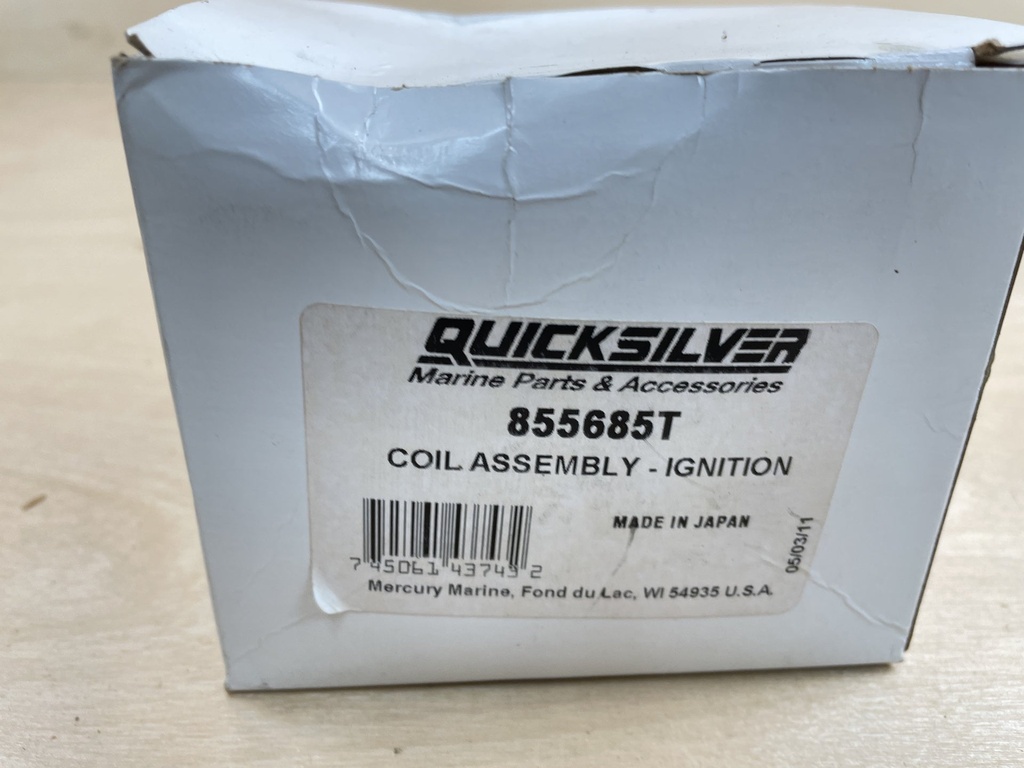 QUICKSILVER
Marine Parts & Accessories
855685T
COIL ASSEMBLY - IGNITION
MADE IN JAPAN
05/03/11
7 45061 43743 2
Mercury Marine, Fond du Lac, WI 54935 U.S.A.